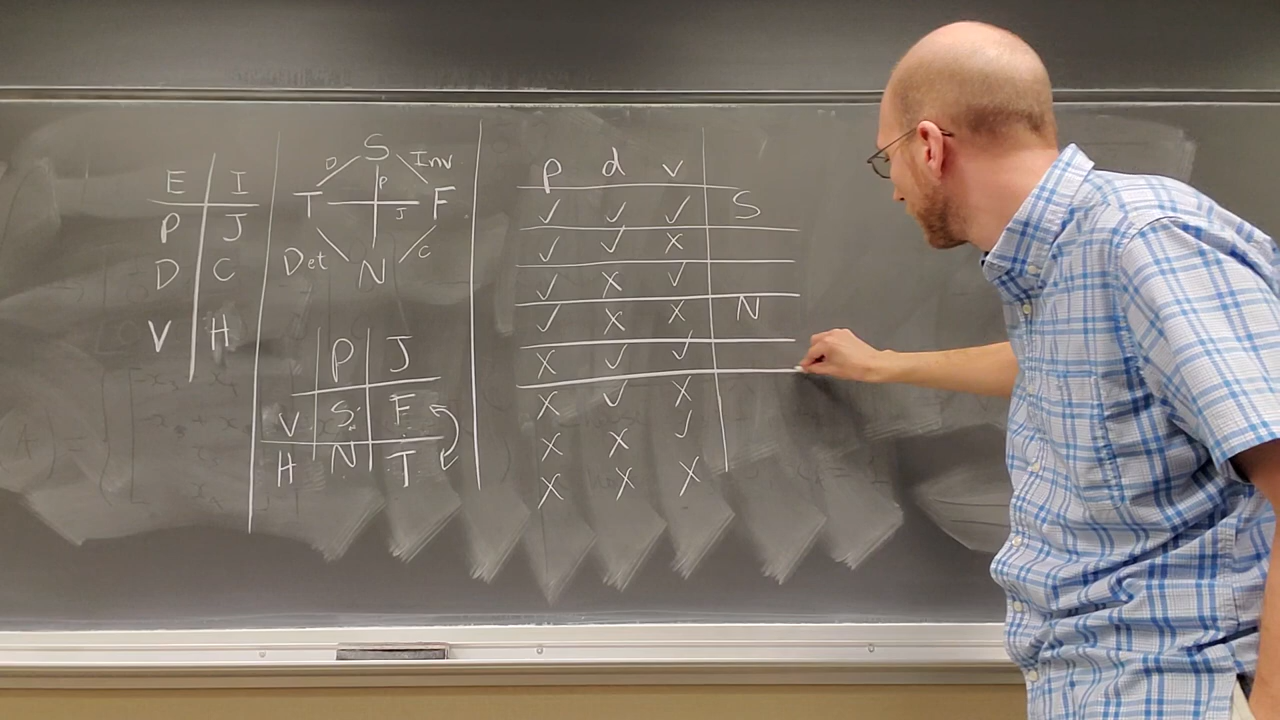 E I
P J
D C
V H
S
D Inv
P
T J F
Det N C
P J
V S F
H N T
p d v
✓ ✓ ✓ S
✓ ✓ X
✓ X ✓
✓ X X N
X ✓ ✓
X ✓ X
X X ✓
X X X